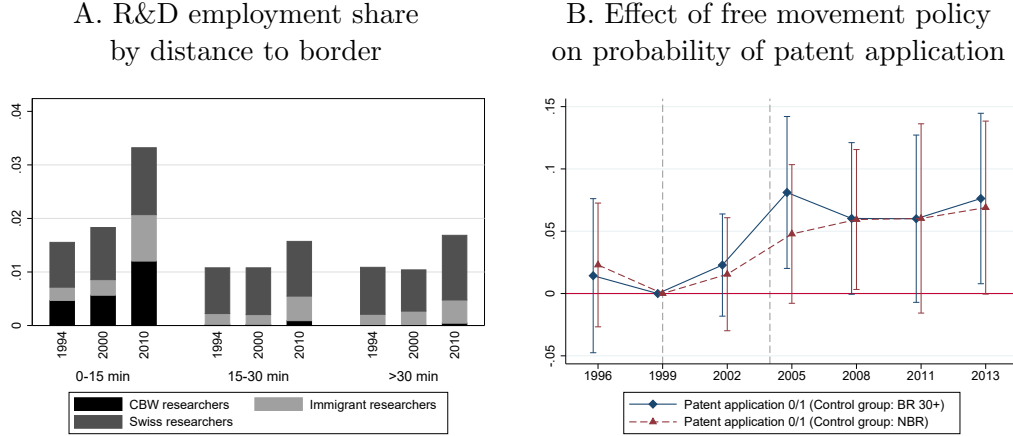 A. R&D employment share
by distance to border
.04
.03
.02
.01
0
1994
2000
2010
1994
2000
2010
1994
2000
2010
0-15 min
15-30 min
>30 min
CBW researchers
Immigrant researchers
Swiss researchers
B. Effect of free movement policy
on probability of patent application
.15
.1
.05
0
-.05
1996
1999
2002
2005
2008
2011
2013
Patent application 0/1 (Control group: BR 30+)
Patent application 0/1 (Control group: NBR)